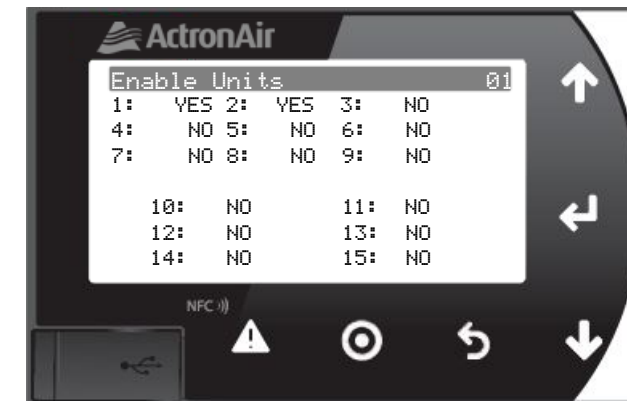 ActronAir
Enable Units 01
1: YES 2: YES 3: NO
4: NO 5: NO 6: NO
7: NO 8: NO 9: NO
10: NO 11: NO
12: NO 13: NO
14: NO 15: NO
NFC